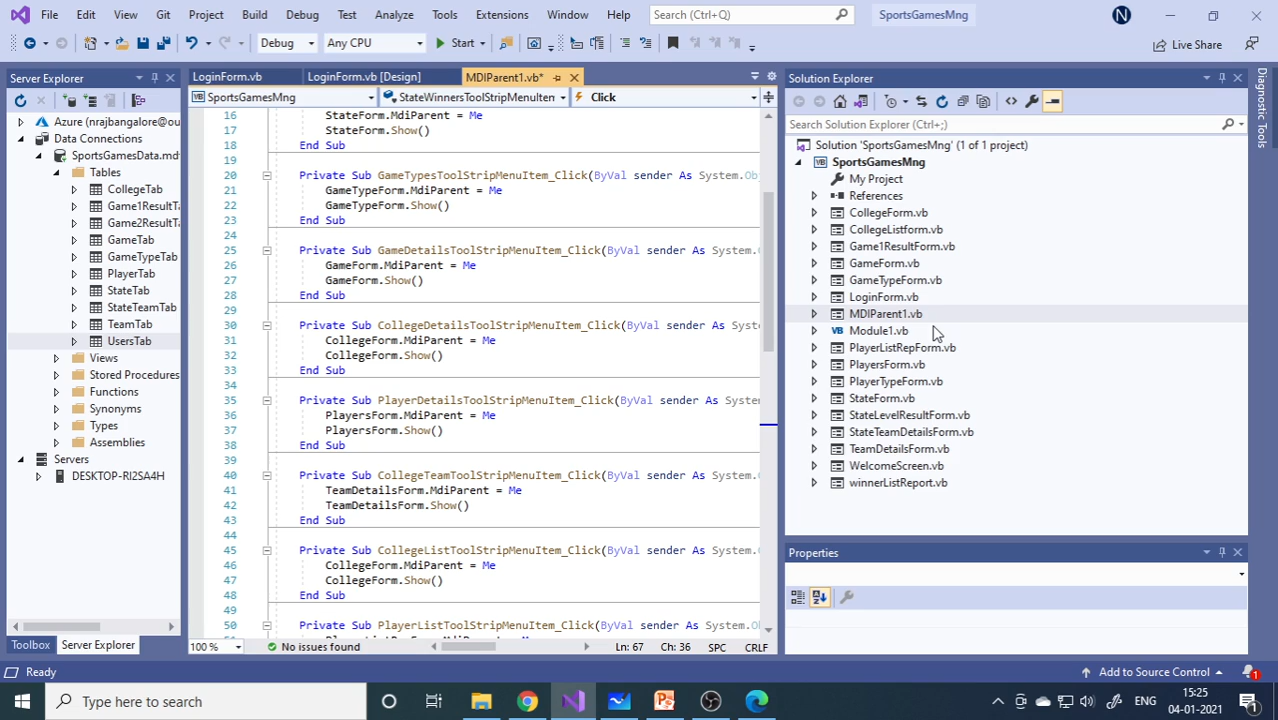 File Edit View Git Project Build Debug Test Analyze Tools Extensions Window Help Search (Ctrl+;) SportsGamesMng N
Debug Any CPU Start Live Share
Server Explorer
Azure (nrajbangalore@ou
Data Connections
SportsGamesData.md
Tables
CollegeTab
Game1ResultT
Game2ResultT
GameTab
GameTypeTab
PlayerTab
StateTab
StateTeamTab
TeamTab
UsersTab
Views
Stored Procedures
Functions
Synonyms
Types
Assemblies
Servers
DESKTOP-RI2SA4H
Toolbox Server Explorer
LoginForm.vb LoginForm.vb [Design] MDIParent1.vb*
SportsGamesMng StateWinnersToolStripMenuItem Click
16 StateForm.MdiParent = Me
17 StateForm.Show()
18 End Sub
19
20 Private Sub GameTypesToolStripMenuItem_Click(ByVal sender As System.Obj
21 GameTypeForm.MdiParent = Me
22 GameTypeForm.Show()
23 End Sub
24
25 Private Sub GameDetailsToolStripMenuItem_Click(ByVal sender As System.O
26 GameForm.MdiParent = Me
27 GameForm.Show()
28 End Sub
29
30 Private Sub CollegeDetailsToolStripMenuItem_Click(ByVal sender As Syste
31 CollegeForm.MdiParent = Me
32 CollegeForm.Show()
33 End Sub
34
35 Private Sub PlayerDetailsToolStripMenuItem_Click(ByVal sender As System
36 PlayersForm.MdiParent = Me
37 PlayersForm.Show()
38 End Sub
39
40 Private Sub CollegeTeamToolStripMenuItem_Click(ByVal sender As System.O
41 TeamDetailsForm.MdiParent = Me
42 TeamDetailsForm.Show()
43 End Sub
44
45 Private Sub CollegeListToolStripMenuItem_Click(ByVal sender As System.O
46 CollegeForm.MdiParent = Me
47 CollegeForm.Show()
48 End Sub
49
50 Private Sub PlayerListToolStripMenuItem_Click(ByVal sender As System.Ob
100 % No issues found Ln: 67 Ch: 36 SPC CRLF
Solution Explorer
Search Solution Explorer (Ctrl+;)
Solution 'SportsGamesMng' (1 of 1 project)
VB SportsGamesMng
My Project
References
CollegeForm.vb
CollegeListform.vb
Game1ResultForm.vb
GameForm.vb
GameTypeForm.vb
LoginForm.vb
MDIParent1.vb
VB Module1.vb
PlayerListRepForm.vb
PlayersForm.vb
PlayerTypeForm.vb
StateForm.vb
StateLevelResultForm.vb
StateTeamDetailsForm.vb
TeamDetailsForm.vb
WelcomeScreen.vb
winnerListReport.vb
Properties
Diagnostic Tools
Ready Add to Source Control 1
Type here to search ENG 15:25
04-01-2021 1